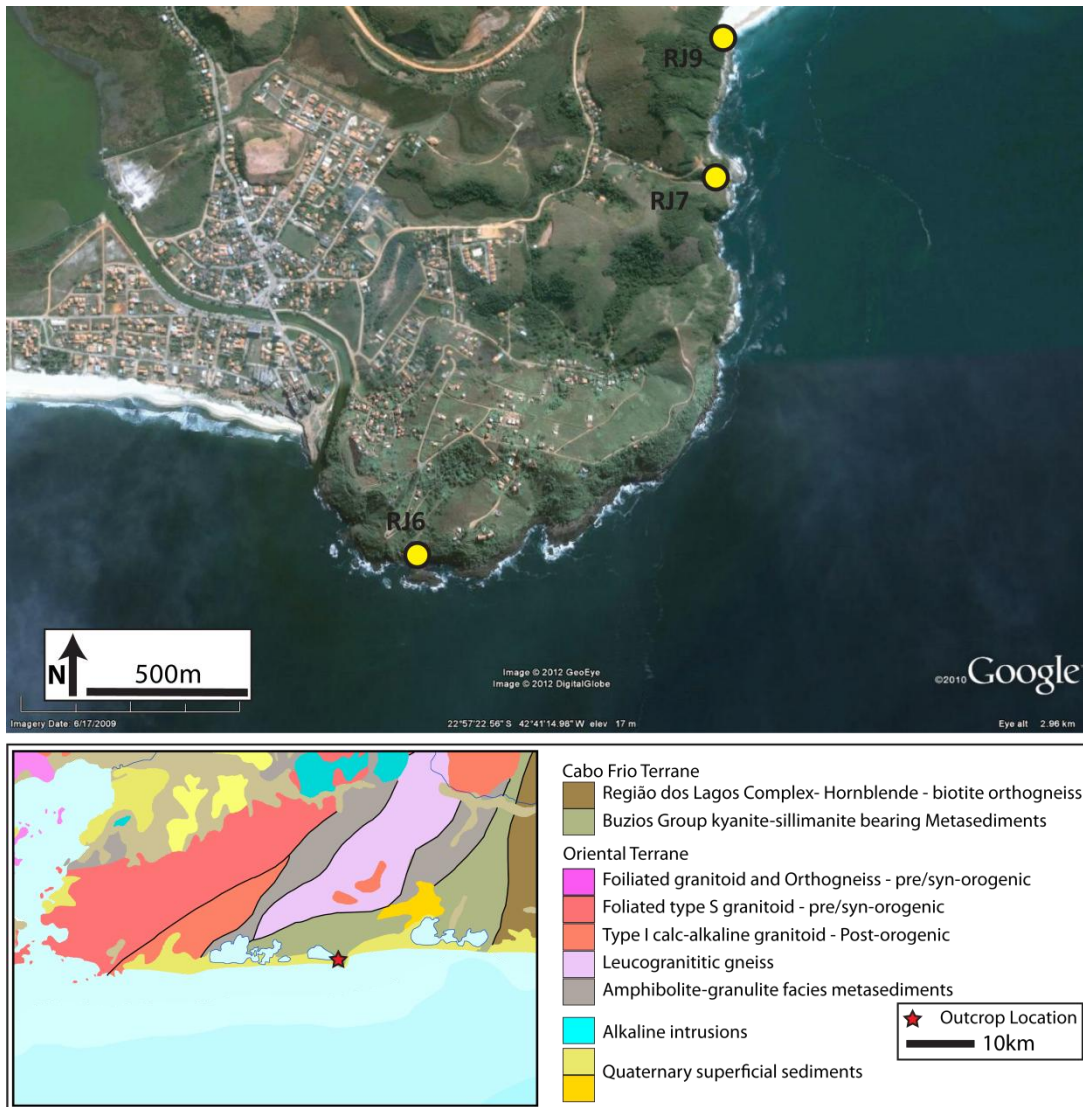 RJ9
RJ7
RJ6
N
500m
Image © 2012 GeoEye
Image © 2012 DigitalGlobe
©2010 Google
Imagery Date: 6/17/2009
22°57'22.56" S 42°41'14.98" W elev 17 m
Eye alt 2.96 km
Cabo Frio Terrane
Região dos Lagos Complex- Hornblende - biotite orthogneiss
Buzios Group kyanite-sillimanite bearing Metasediments
Oriental Terrane
Foiliated granitoid and Orthogneiss - pre/syn-orogenic
Foliated type S granitoid - pre/syn-orogenic
Type I calc-alkaline granitoid - Post-orogenic
Leucogranititic gneiss
Amphibolite-granulite facies metasediments
Alkaline intrusions
Quaternary superficial sediments
Outcrop Location
10km